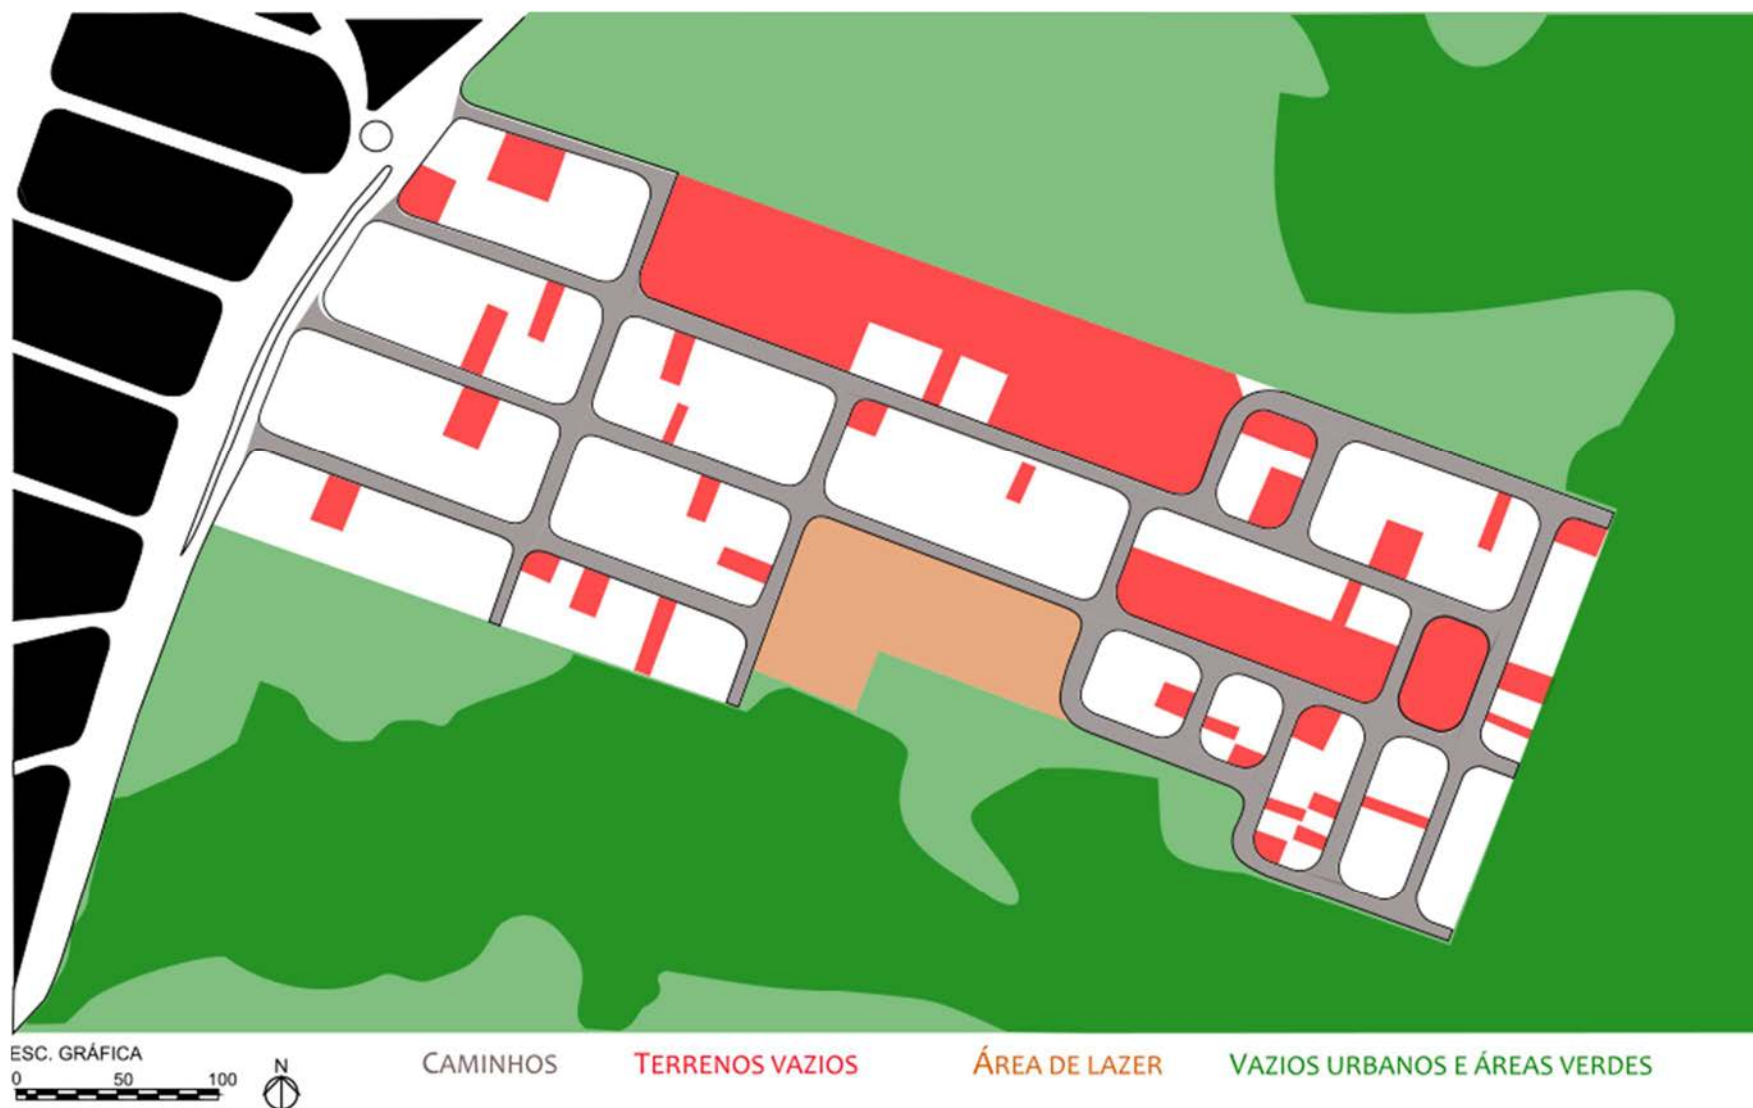 ESC. GRÁFICA
0 50 100
N
CAMINHOS
TERRENOS VAZIOS
ÁREA DE LAZER
VAZIOS URBANOS E ÁREAS VERDES